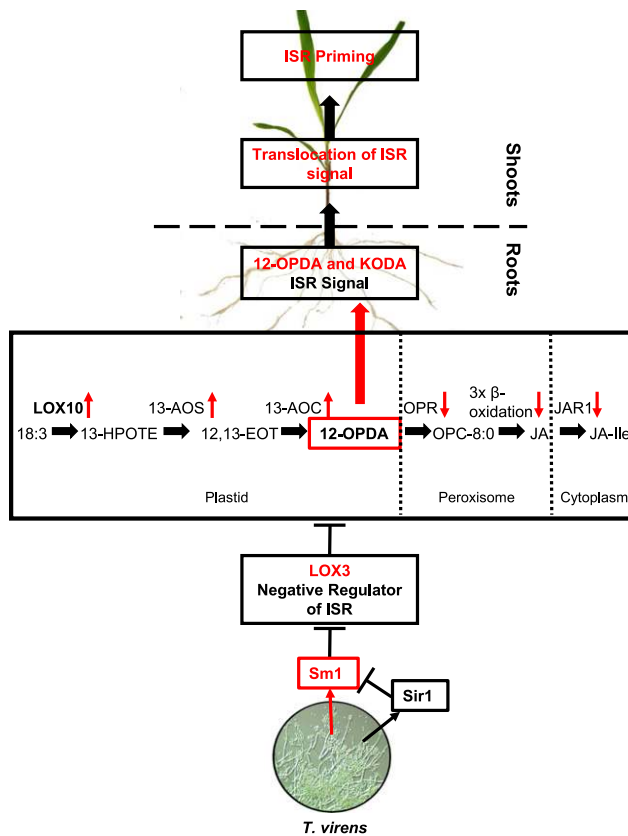 ISR Priming
Translocation of ISR
signal
Shoots
Roots
12-OPDA and KODA
ISR Signal
LOX10
13-AOS
13-AOC
OPR
3x β-
oxidation
JAR1
18:3
13-HPOTE
12,13-EOT
12-OPDA
OPC-8:0
JA
JA-Ile
Plastid
Peroxisome
Cytoplasm
LOX3
Negative Regulator
of ISR
Sm1
Sir1
T. virens